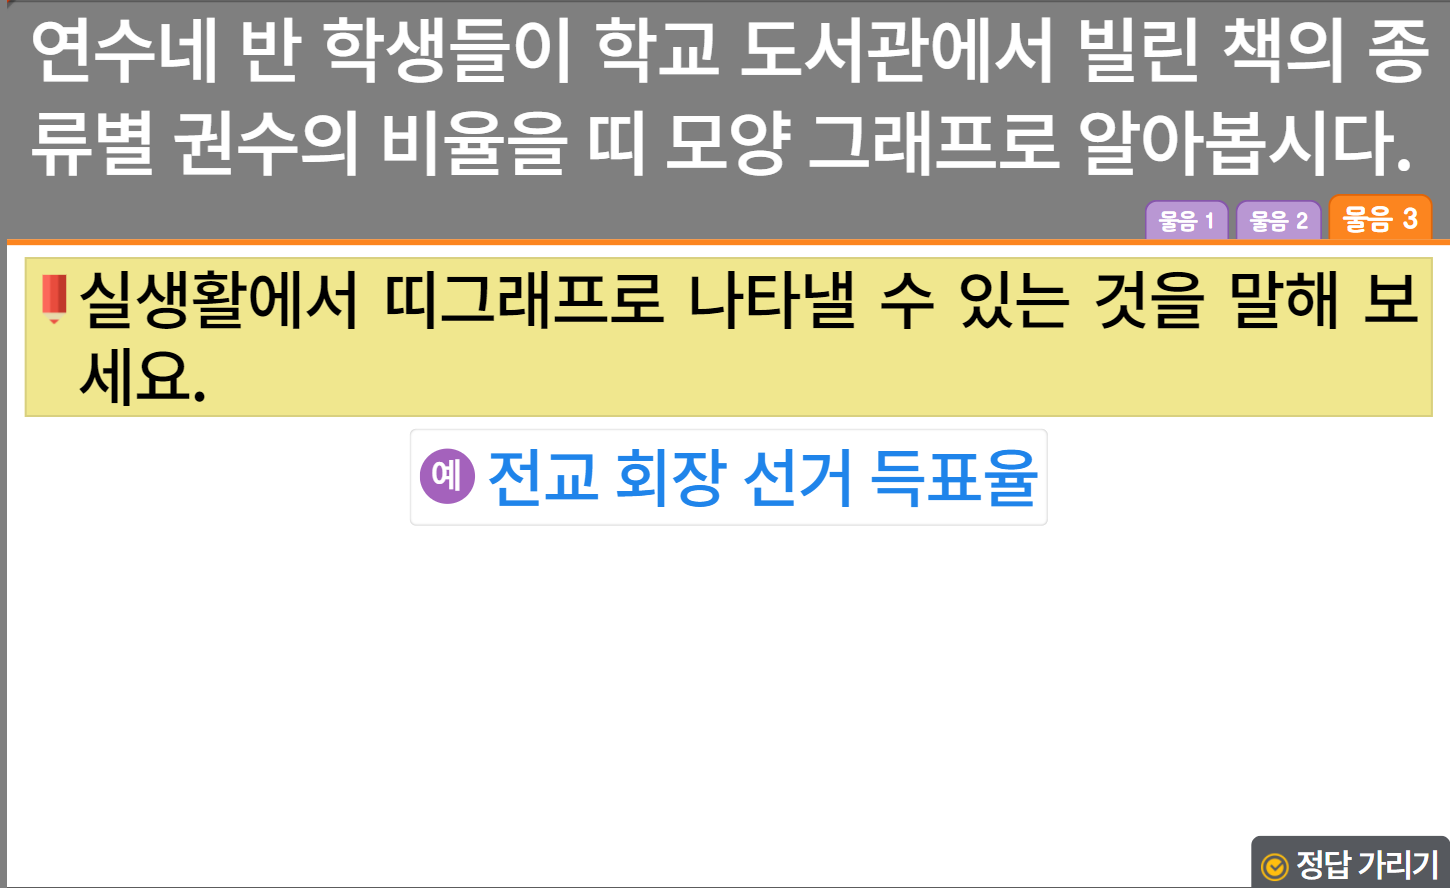 연수네 반 학생들이 학교 도서관에서 빌린 책의 종
류별 권수의 비율을 띠 모양 그래프로 알아봅시다.
물음 1 물음 2 물음 3
실생활에서 띠그래프로 나타낼 수 있는 것을 말해 보
세요.
예 전교 회장 선거 득표율
정답 가리기